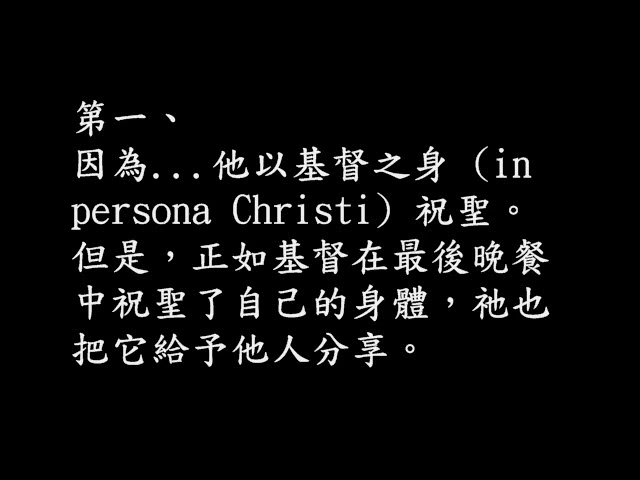 第一、
因為...他以基督之身 (in
persona Christi) 祝聖。
但是，正如基督在最後晚餐
中祝聖了自己的身體，祂也
把它給予他人分享。